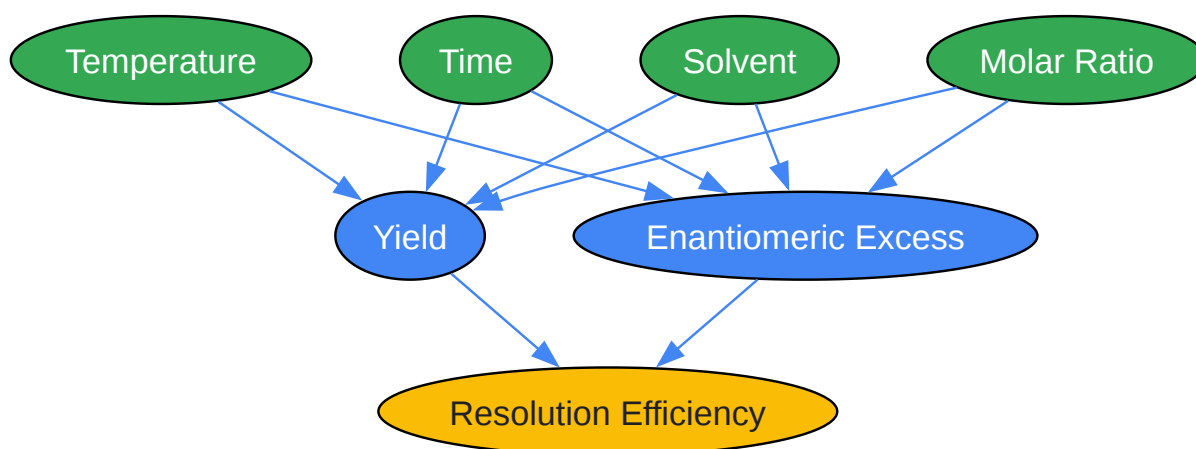 Temperature
Time
Solvent
Molar Ratio
Yield
Enantiomeric Excess
Resolution Efficiency